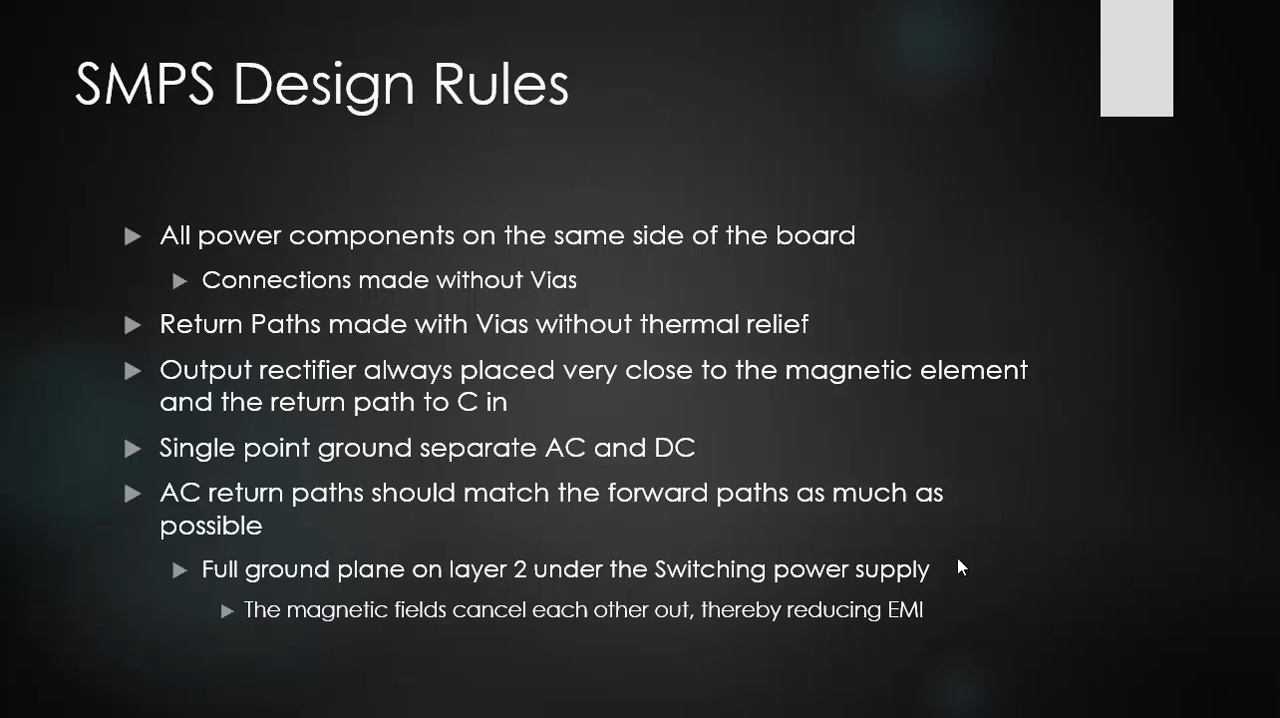 SMPS Design Rules
All power components on the same side of the board
Connections made without Vias
Return Paths made with Vias without thermal relief
Output rectifier always placed very close to the magnetic element
and the return path to C in
Single point ground separate AC and DC
AC return paths should match the forward paths as much as
possible
Full ground plane on layer 2 under the Switching power supply
The magnetic fields cancel each other out, thereby reducing EMI